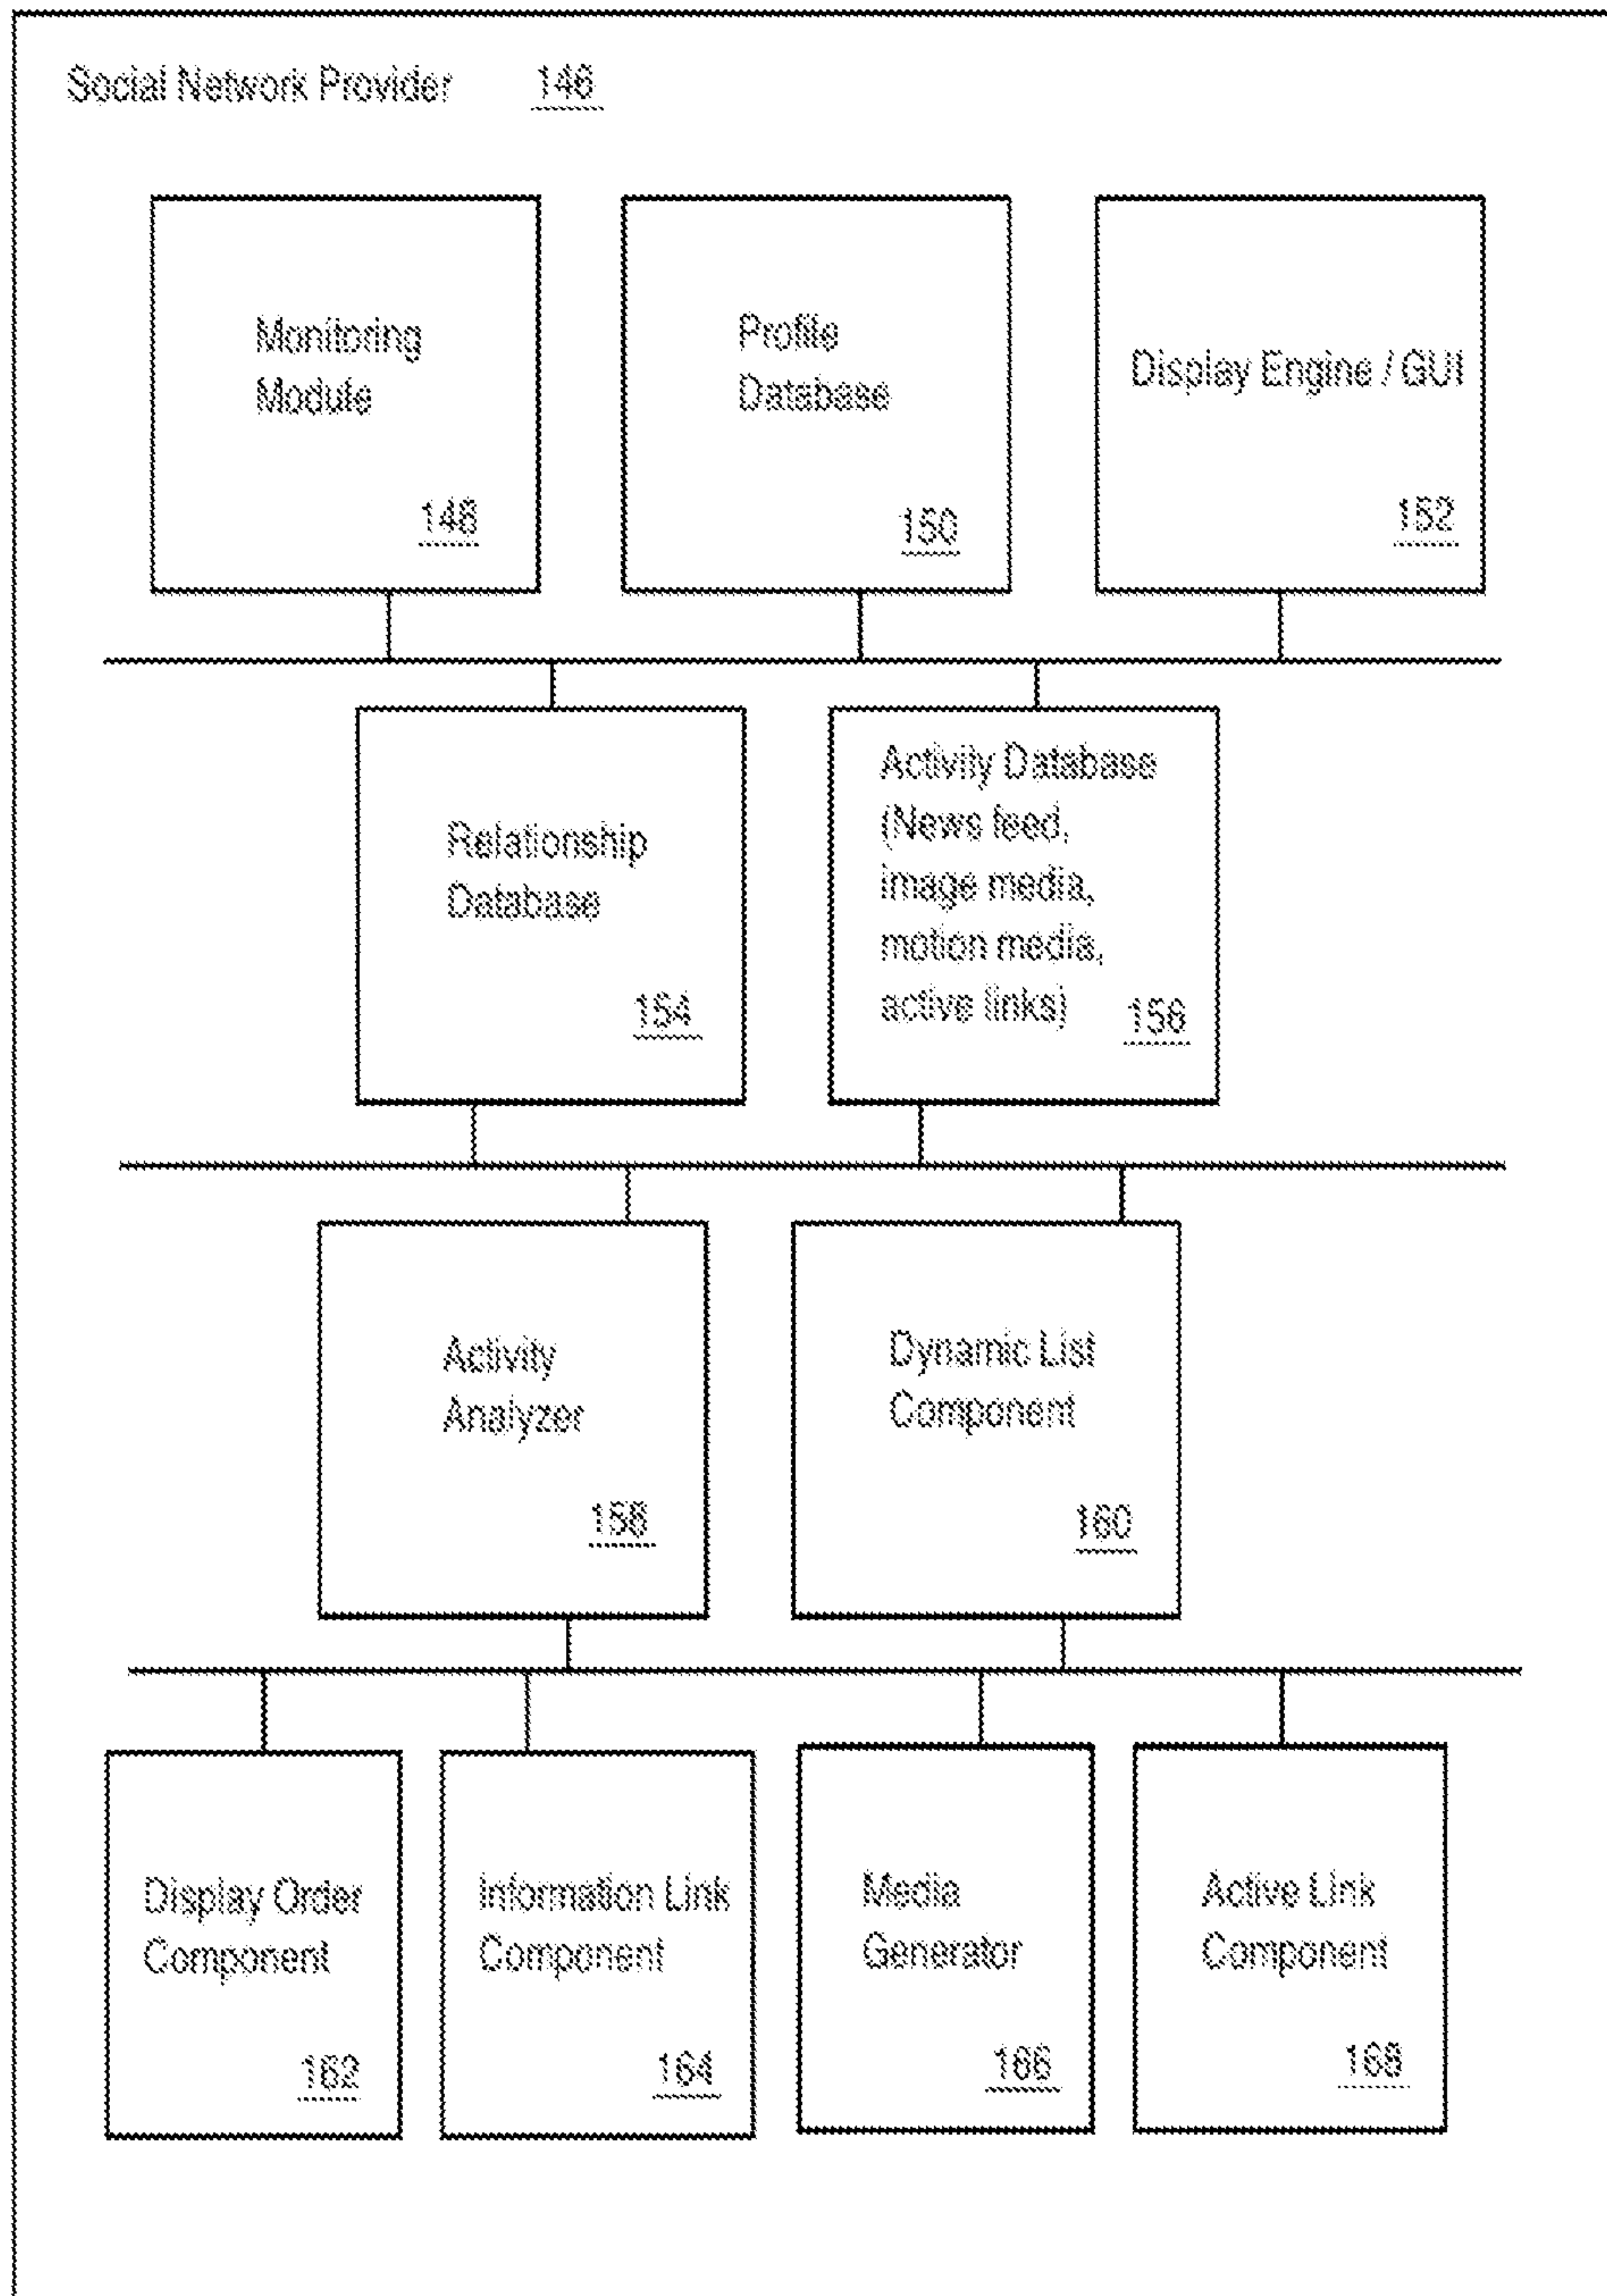 Social Network Provider 146
Monitoring
Module
148
Profile
Database
150
Display Engine / GUI
152
Relationship
Database
154
Activity Database
(News feed,
image media,
motion media,
active links)
156
Activity
Analyzer
158
Dynamic List
Component
160
Display Order
Component
162
Information Link
Component
164
Media
Generator
166
Active Link
Component
168